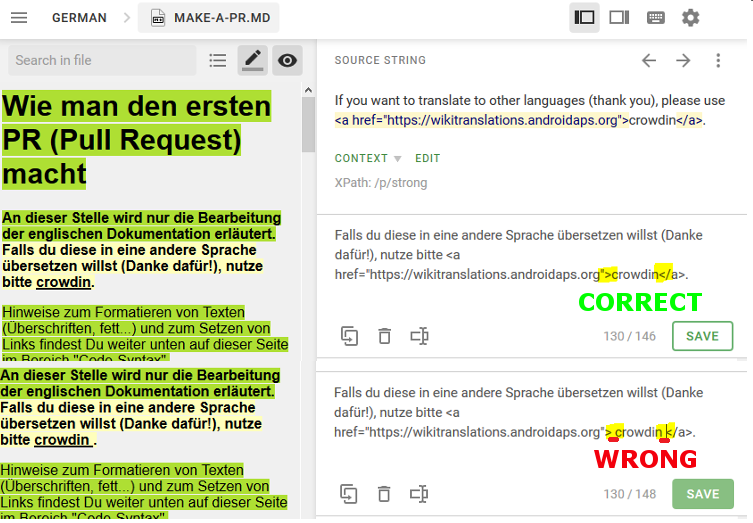 GERMAN
MAKE-A-PR.MD
Search in file
Wie man den ersten
PR (Pull Request)
macht
An dieser Stelle wird nur die Bearbeitung
der englischen Dokumentation erläutert.
Falls du diese in eine andere Sprache
übersetzen willst (Danke dafür!), nutze
bitte crowdin.
Hinweise zum Formatieren von Texten
(Überschriften, fett...) und zum Setzen von
Links findest Du weiter unten auf dieser Seite
im Bereich "Code-Syntax"
An dieser Stelle wird nur die Bearbeitung
der englischen Dokumentation erläutert.
Falls du diese in eine andere Sprache
übersetzen willst (Danke dafür!), nutze
bitte crowdin .
Hinweise zum Formatieren von Texten
(Überschriften, fett...) und zum Setzen von
Links findest Du weiter unten auf dieser Seite
im Bereich "Code-Syntax"
SOURCE STRING
If you want to translate to other languages (thank you), please use
<a href="https://wikitranslations.androidaps.org">crowdin</a>.
CONTEXT EDIT
XPath: /p/strong
Falls du diese in eine andere Sprache übersetzen willst (Danke
dafür!), nutze bitte <a
href="https://wikitranslations.androidaps.org">crowdin</a>.
CORRECT
130 / 146
SAVE
Falls du diese in eine andere Sprache übersetzen willst (Danke
dafür!), nutze bitte <a
href="https://wikitranslations.androidaps.org"> crowdin </a>.
WRONG
130 / 148
SAVE